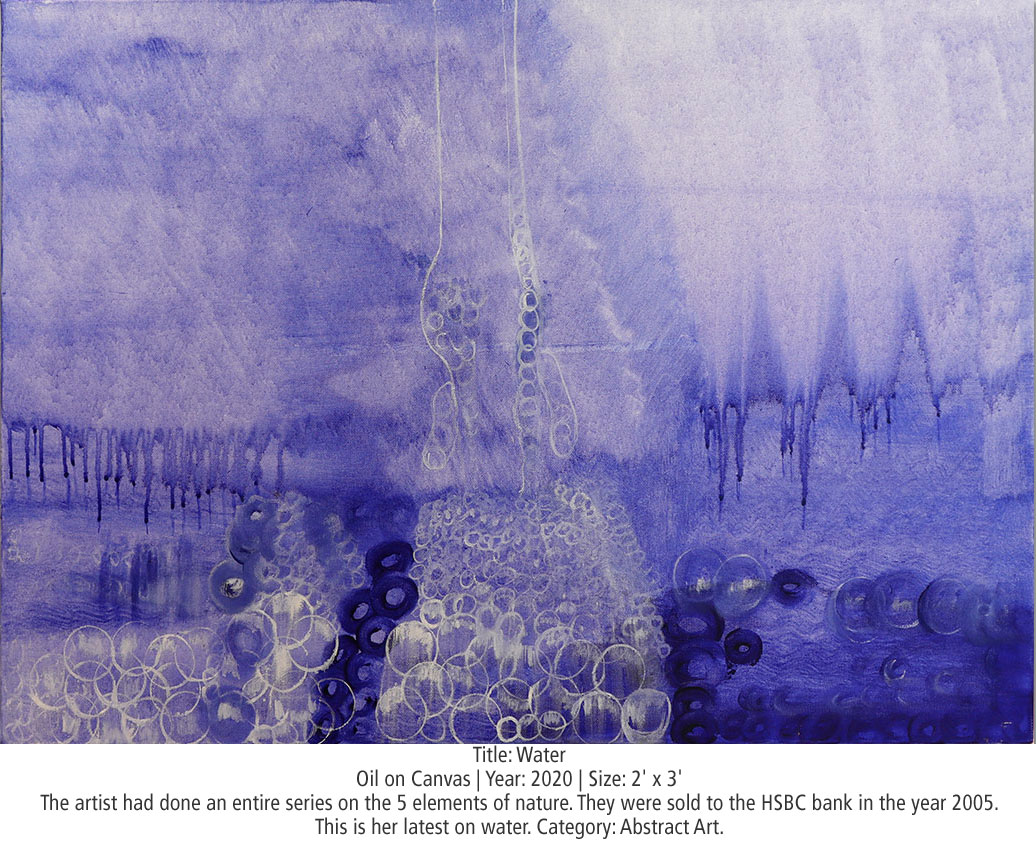 Title: Water
Oil on Canvas | Year: 2020 | Size: 2' x 3'
The artist had done an entire series on the 5 elements of nature. They were sold to the HSBC bank in the year 2005.
This is her latest on water. Category: Abstract Art.